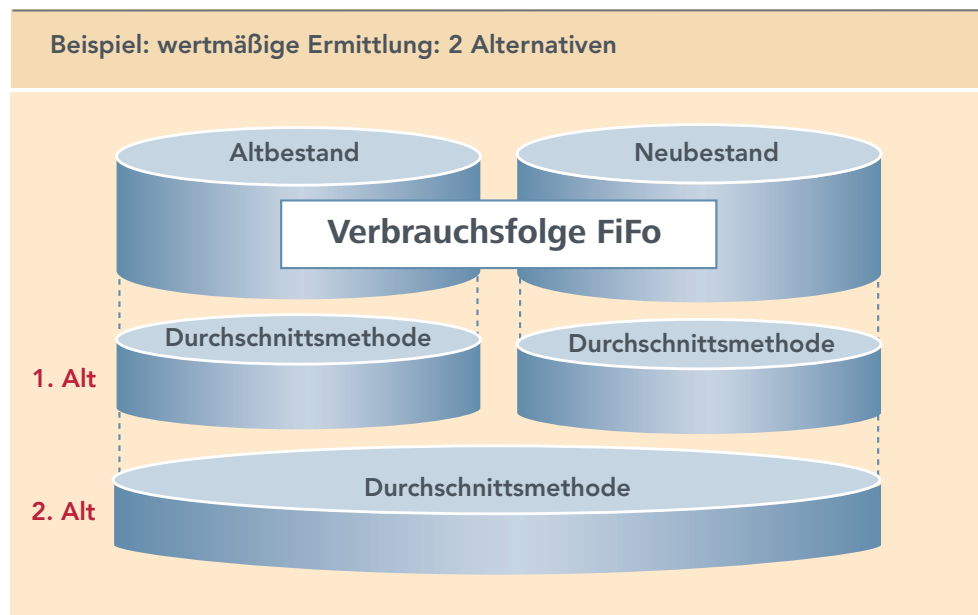 Beispiel: wertmäßige Ermittlung: 2 Alternativen
Altbestand
Neubestand
Verbrauchsfolge FiFo
Durchschnittsmethode
Durchschnittsmethode
1. Alt
Durchschnittsmethode
2. Alt